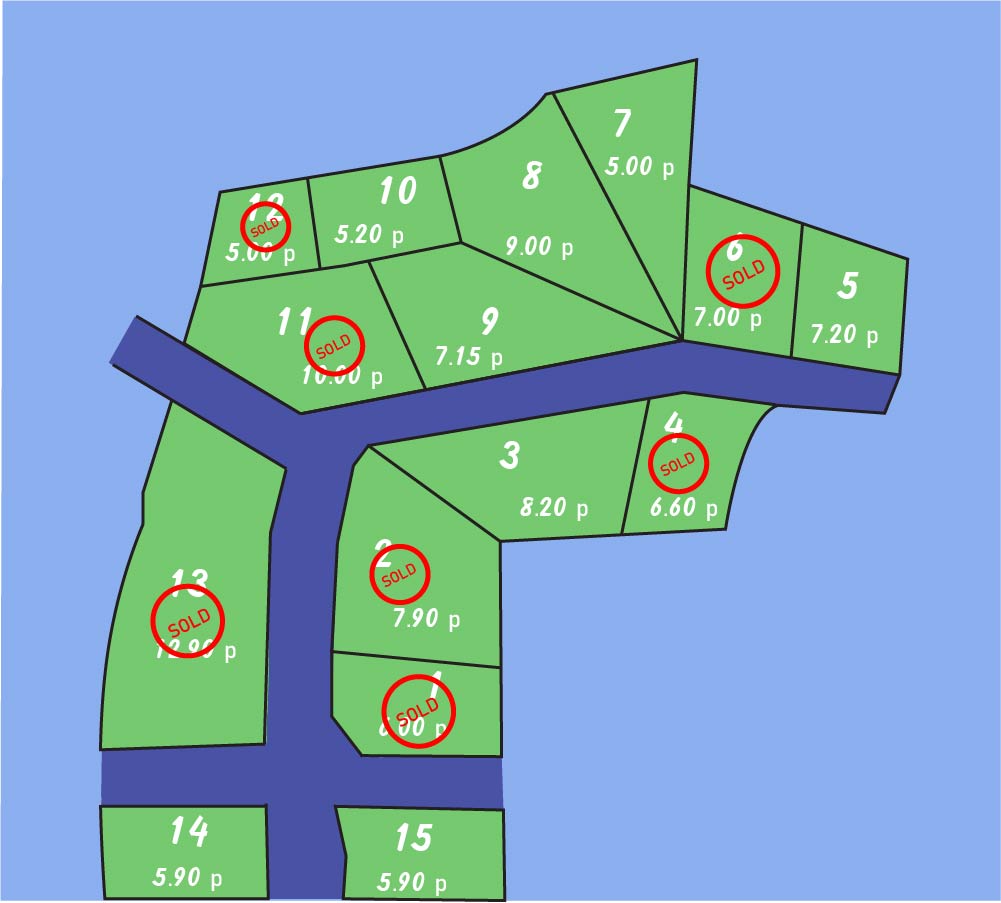 7
5.00 p
8
9.00 p
10
5.20 p
12
SOLD
5.00 p
6
SOLD
7.00 p
5
7.20 p
11
SOLD
10.00 p
9
7.15 p
3
8.20 p
4
SOLD
6.60 p
2
SOLD
7.90 p
13
SOLD
12.90 p
1
SOLD
6.00 p
14
5.90 p
15
5.90 p